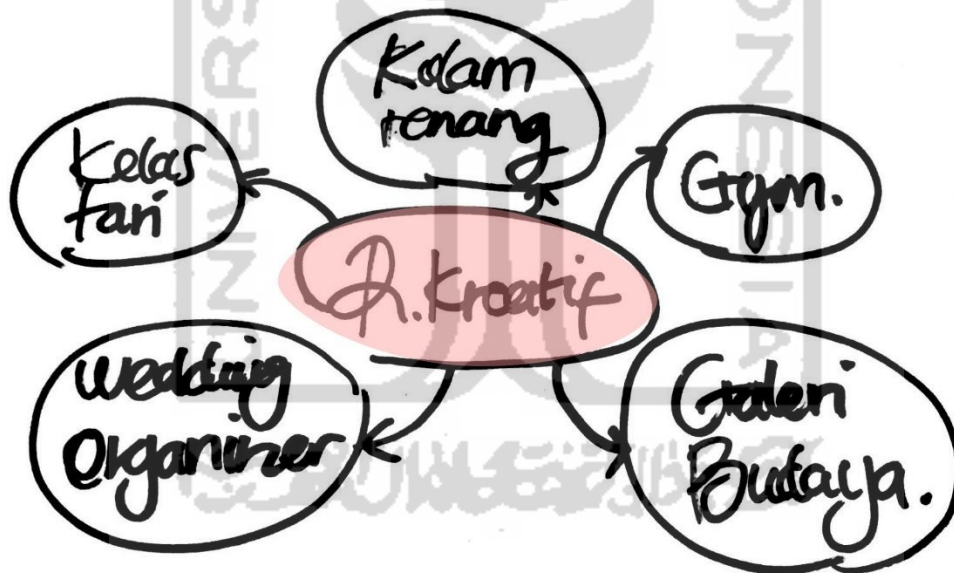 Kolam
renang
Kelas
tari
Gym.
R. Kreatif
Wedding
Organizer
Galeri
Budaya.